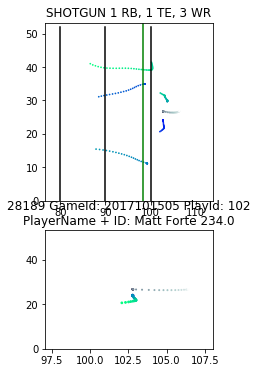 SHOTGUN 1 RB, 1 TE, 3 WR
50
40
30
20
10
0
80 90 100 110
28189 GameId: 2017101505 PlayId: 102
PlayerName + ID: Matt Forte 234.0
40
20
0
97.5 100.0 102.5 105.0 107.5